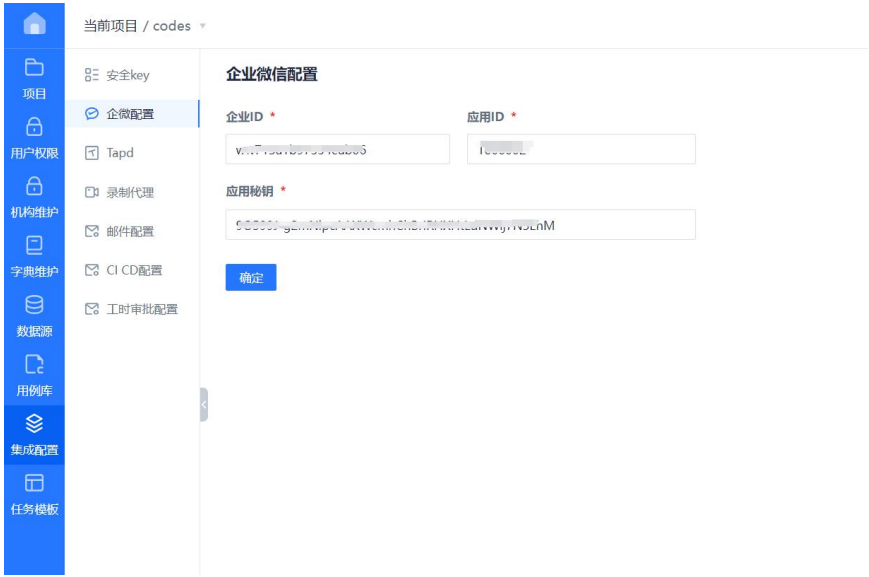 当前项目 / codes
项目
用户权限
机构维护
字典维护
数据源
用例库
集成配置
任务模板
安全key
企微配置
Tapd
录制代理
邮件配置
CI CD配置
工时审批配置
企业微信配置
企业ID *
应用ID *
应用秘钥 *
确定